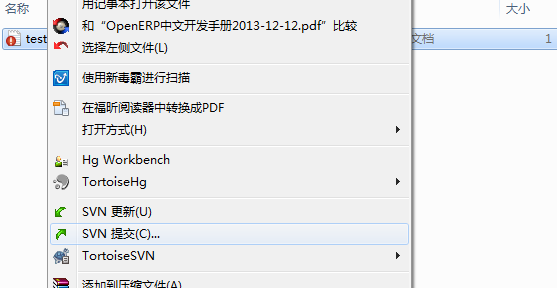 名称
大小
用记事本打开该文件
和“OpenERP中文开发手册2013-12-12.pdf”比较
test
文档
1
选择左侧文件(L)
使用新毒霸进行扫描
在福昕阅读器中转换成PDF
打开方式(H)
Hg Workbench
TortoiseHg
SVN 更新(U)
SVN 提交(C)...
TortoiseSVN
添加到压缩文件(A)